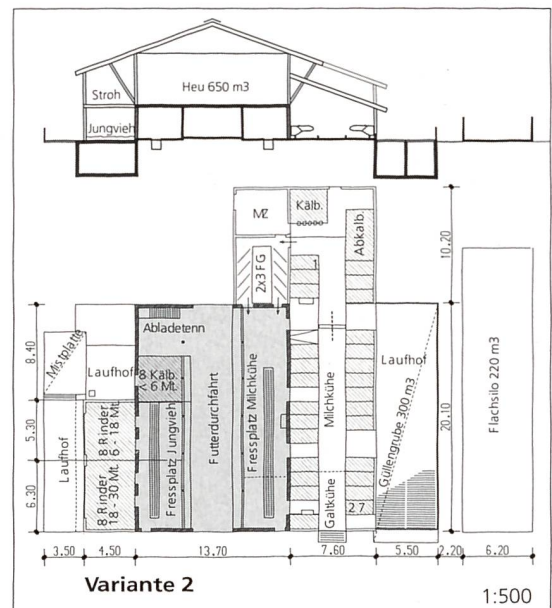 Stroh
Heu 650 m3
Jungvieh
MZ
Kälb.
Abkalb.
2x3 FG
1
10.20
Mistplatte
Laufhof
Abladetenn
8 Kälb.
< 6 Mt.
8.40
5.30
6.30
Laufhof
8 Rinder
6 - 18 Mt.
8 Rinder
18 - 30 Mt.
Fressplatz Jungvieh
Futterdurchfahrt
Fressplatz Milchkühe
Milchkühe
Galtkühe
27
Laufhof
Güllengrube 300 m3
20.10
Flachsilo 220 m3
3.50 4.50 13.70 7.60 5.50 2.20 6.20
Variante 2
1:500